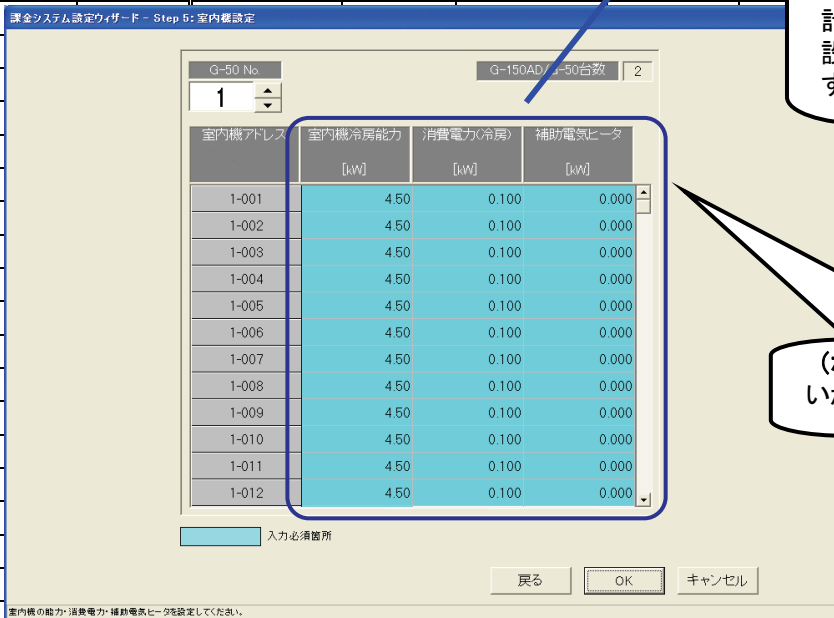 課金システム設定ウィザード - Step 5: 室内機設定
G-50 No.
1
G-150AD/G-50台数
2
室内機アドレス 室内機冷房能力 消費電力(冷房) 補助電気ヒータ
[kW] [kW] [kW]
1-001 4.50 0.100 0.000
1-002 4.50 0.100 0.000
1-003 4.50 0.100 0.000
1-004 4.50 0.100 0.000
1-005 4.50 0.100 0.000
1-006 4.50 0.100 0.000
1-007 4.50 0.100 0.000
1-008 4.50 0.100 0.000
1-009 4.50 0.100 0.000
1-010 4.50 0.100 0.000
1-011 4.50 0.100 0.000
1-012 4.50 0.100 0.000
入力必須箇所
戻る OK キャンセル
室内機の能力・消費電力・補助電気ヒータを設定してください。